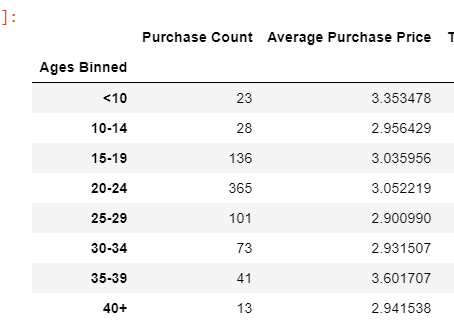 ]:
Purchase Count Average Purchase Price T
Ages Binned
<10 23 3.353478
10-14 28 2.956429
15-19 136 3.035956
20-24 365 3.052219
25-29 101 2.900990
30-34 73 2.931507
35-39 41 3.601707
40+ 13 2.941538